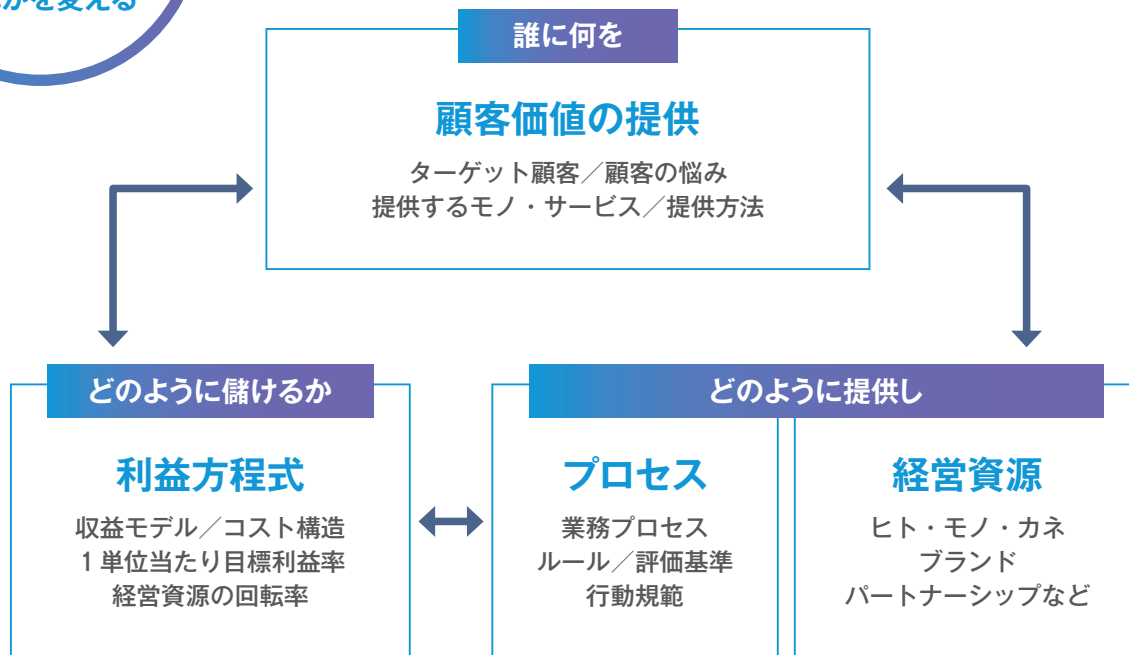 を変える
誰に何を
顧客価値の提供
ターゲット顧客／顧客の悩み
提供するモノ・サービス／提供方法
どのように儲けるか
どのように提供し
利益方程式
収益モデル／コスト構造
1単位当たり目標利益率
経営資源の回転率
プロセス
業務プロセス
ルール／評価基準
行動規範
経営資源
ヒト・モノ・カネ
ブランド
パートナーシップなど